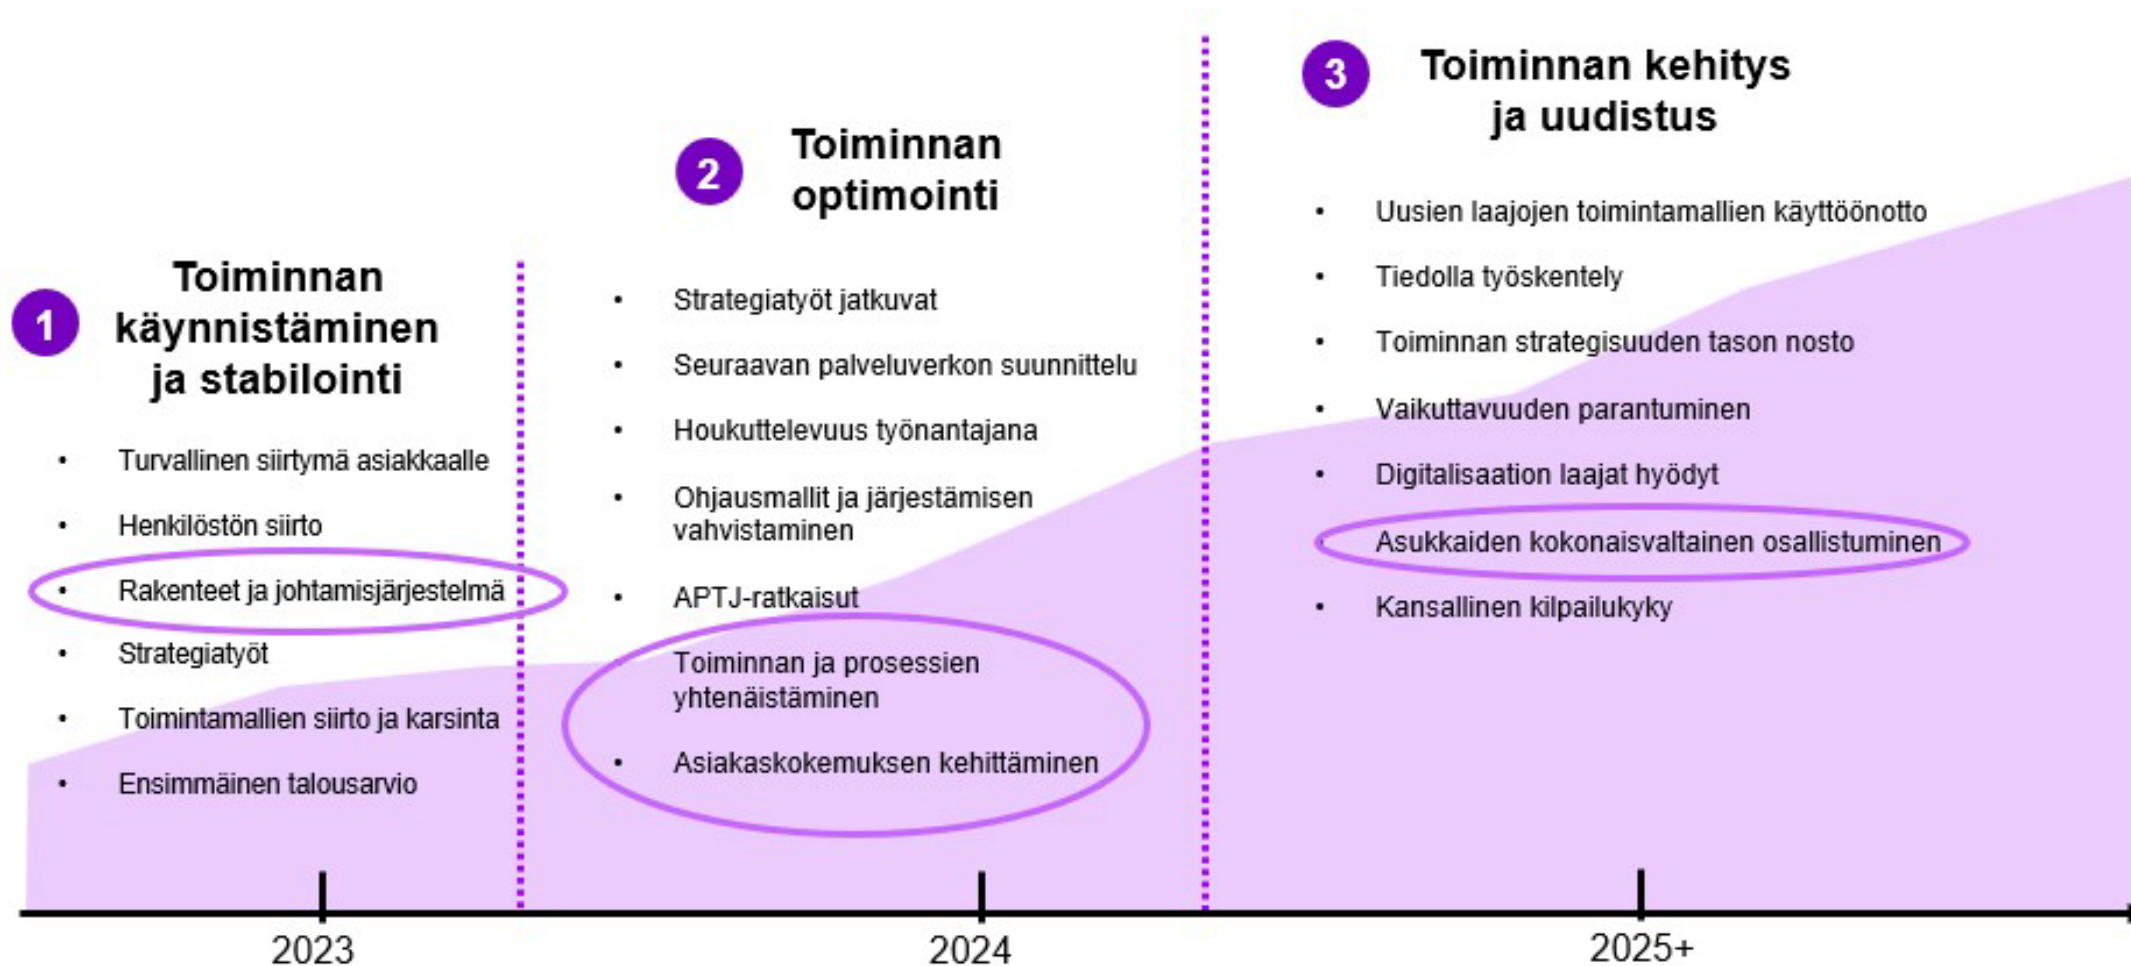 1
Toiminnan
käynnistäminen
ja stabilointi
• Turvallinen siirtymä asiakkaalle
• Henkilöstön siirto
• Rakenteet ja johtamisjärjestelmä
• Strategiatyöt
• Toimintamallien siirto ja karsinta
• Ensimmäinen talousarvio
2
Toiminnan
optimointi
• Strategiatyöt jatkuvat
• Seuraavan palveluverkon suunnittelu
• Houkuttelevuus työnantajana
• Ohjausmallit ja järjestämisen
vahvistaminen
• APTJ-ratkaisut
• Toiminnan ja prosessien
yhtenäistäminen
• Asiakaskokemuksen kehittäminen
3
Toiminnan kehitys
ja uudistus
• Uusien laajojen toimintamallien käyttöönotto
• Tiedolla työskentely
• Toiminnan strategisuuden tason nosto
• Vaikuttavuuden parantuminen
• Digitalisaation laajat hyödyt
• Asukkaiden kokonaisvaltainen osallistuminen
• Kansallinen kilpailukyky
2023
2024
2025+